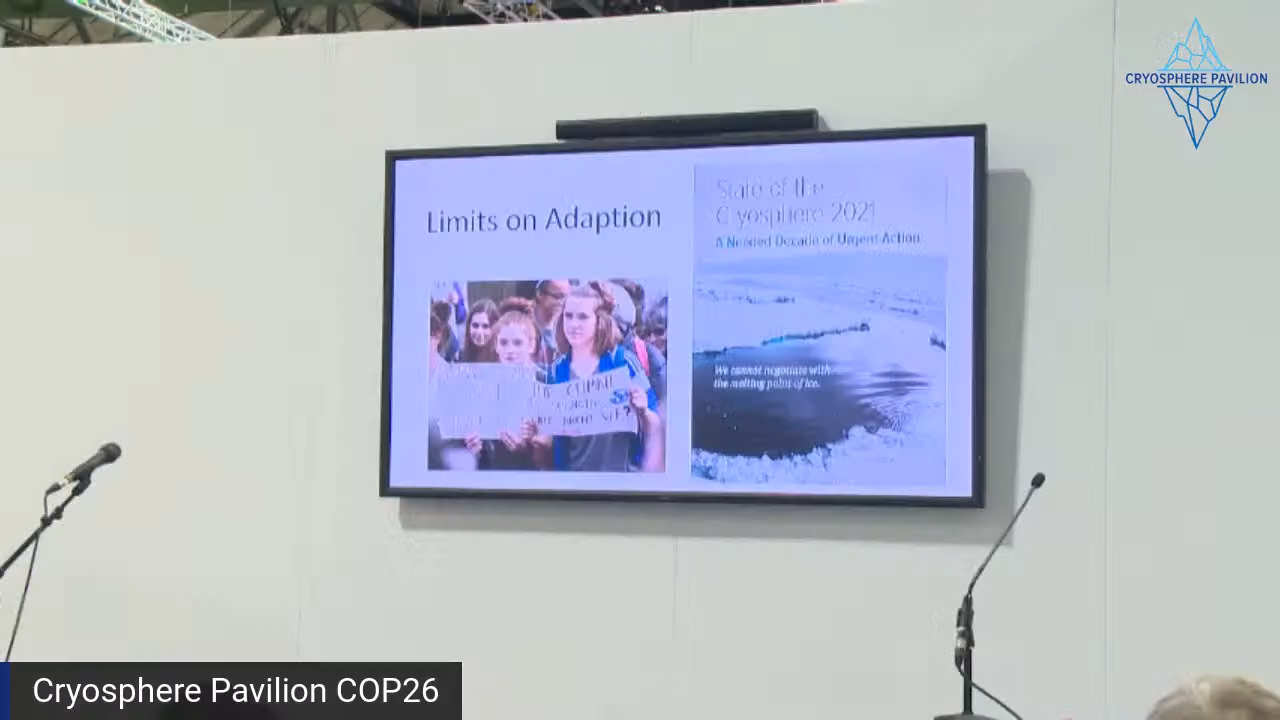 CRYOSPHERE PAVILION
Limits on Adaption
State of the
Cryosphere 2021
A Needed Decade of Urgent Action
We cannot negotiate with
the melting point of ice.
Cryosphere Pavilion COP26